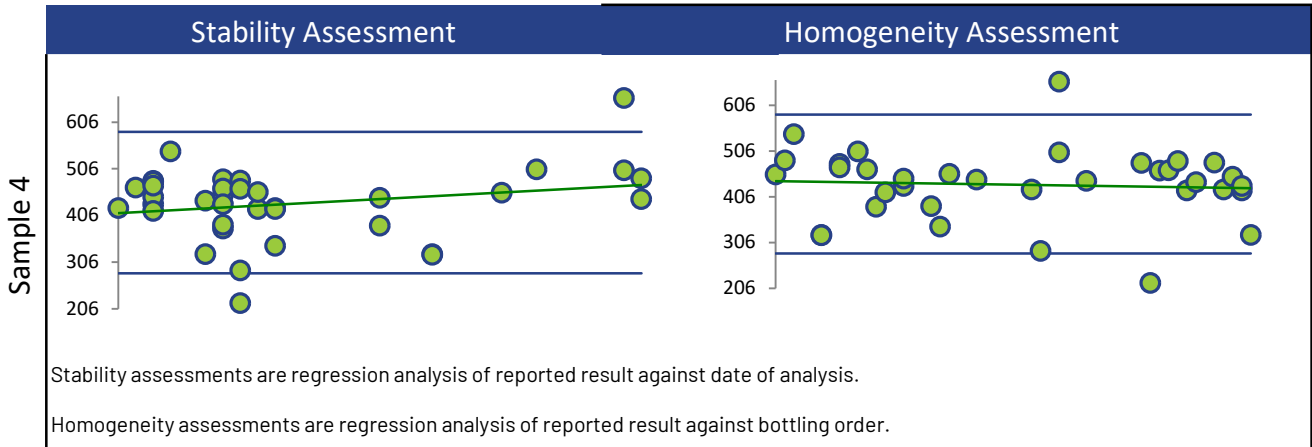 Stability Assessment
Homogeneity Assessment
Sample 4
606
506
406
306
206
606
506
406
306
206
Stability assessments are regression analysis of reported result against date of analysis.
Homogeneity assessments are regression analysis of reported result against bottling order.